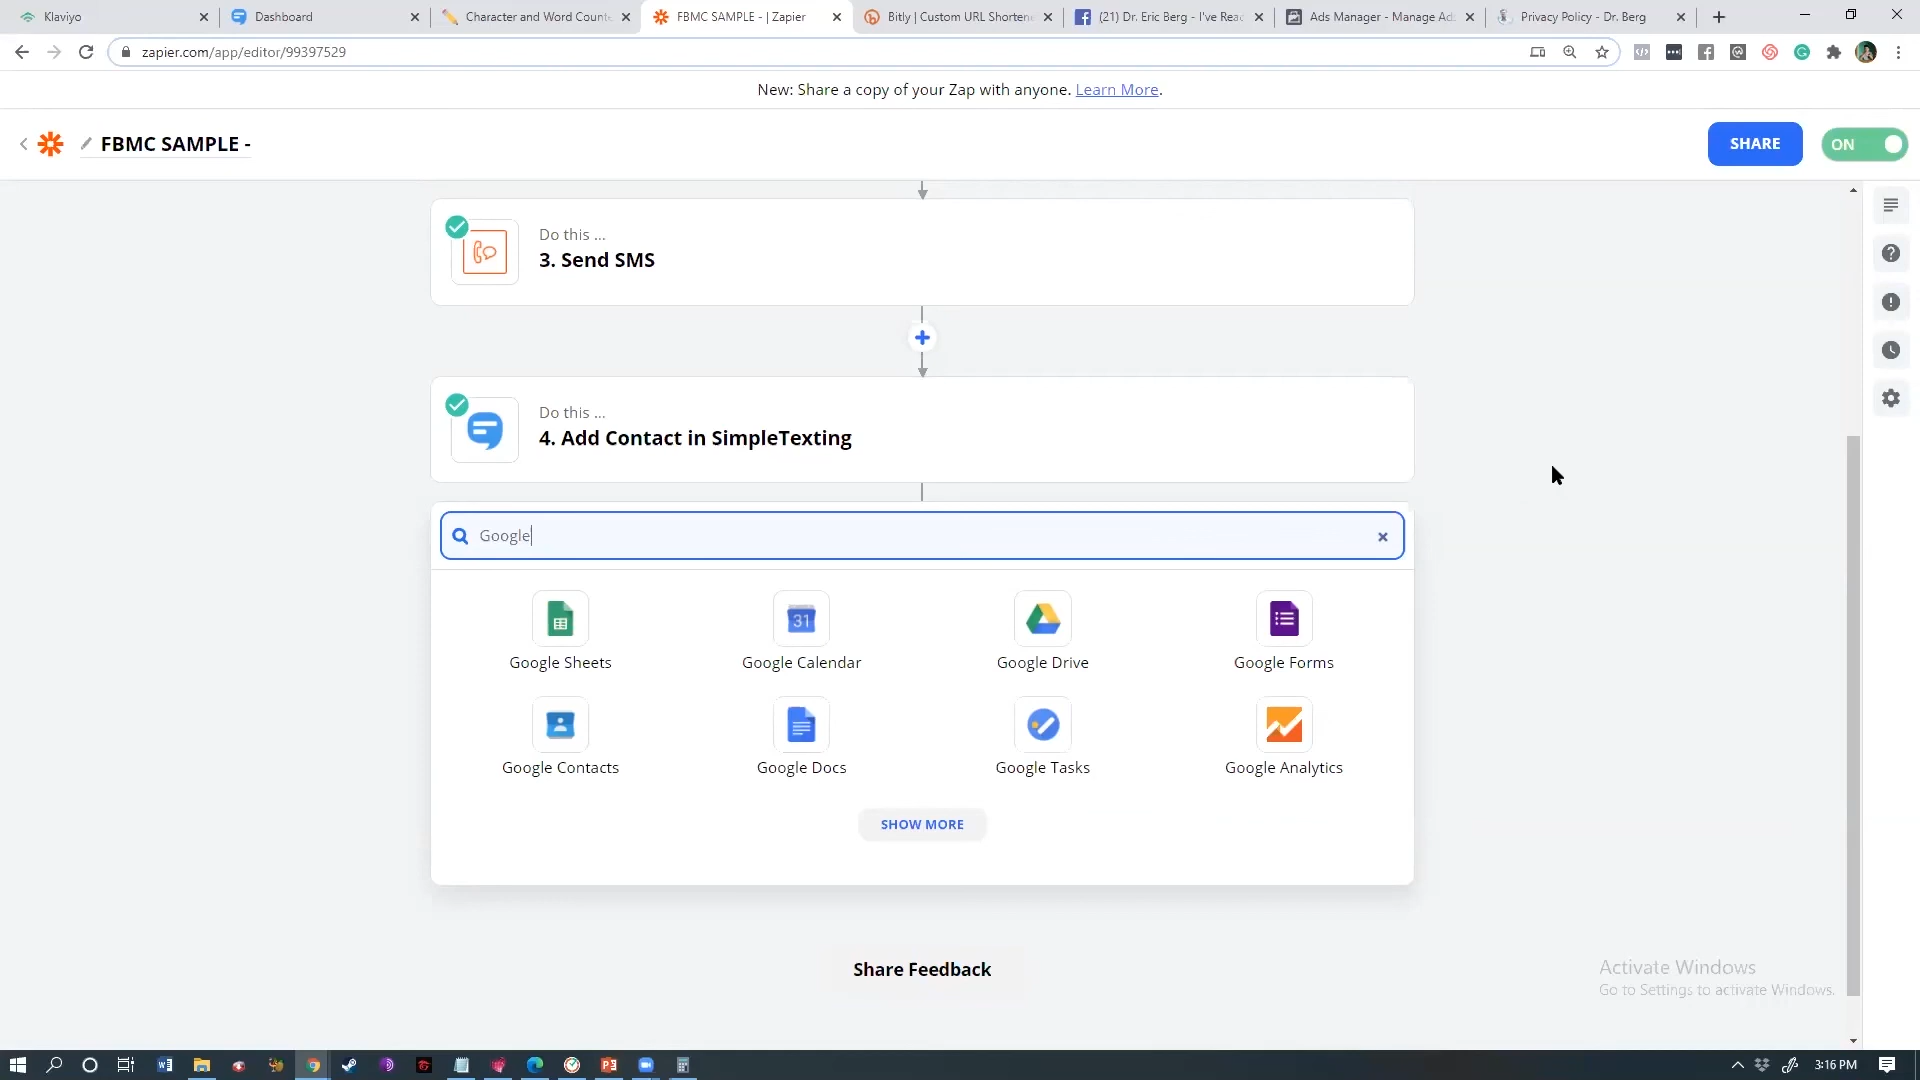 Klaviyo
Dashboard
Character and Word Counte
FBMC SAMPLE - | Zapier
Bitly | Custom URL Shortene
(21) Dr. Eric Berg - I've Reac
Ads Manager - Manage Ad
Privacy Policy - Dr. Berg
zapier.com/app/editor/99397529
New: Share a copy of your Zap with anyone. Learn More.
FBMC SAMPLE -
SHARE
ON
Do this ...
3. Send SMS
Do this ...
4. Add Contact in SimpleTexting
Google
31
Google Sheets
Google Calendar
Google Drive
Google Forms
Google Contacts
Google Docs
Google Tasks
Google Analytics
SHOW MORE
Share Feedback
Activate Windows
Go to Settings to activate Windows.
3:16 PM